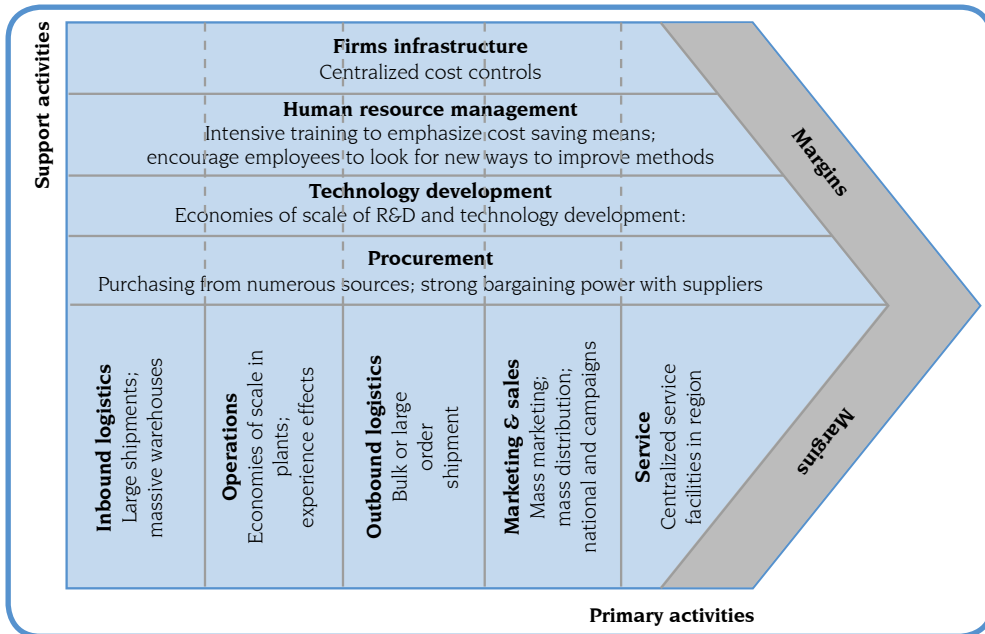 Support activities
Firms infrastructure
Centralized cost controls
Human resource management
Intensive training to emphasize cost saving means;
encourage employees to look for new ways to improve methods
Technology development
Economies of scale of R&D and technology development:
Procurement
Purchasing from numerous sources; strong bargaining power with suppliers
Margins
Inbound logistics
Large shipments;
massive warehouses
Operations
Economies of scale in
plants;
experience effects
Outbound logistics
Bulk or large
order
shipment
Marketing & sales
Mass marketing;
mass distribution;
national and campaigns
Service
Centralized service
facilities in region
Margins
Primary activities